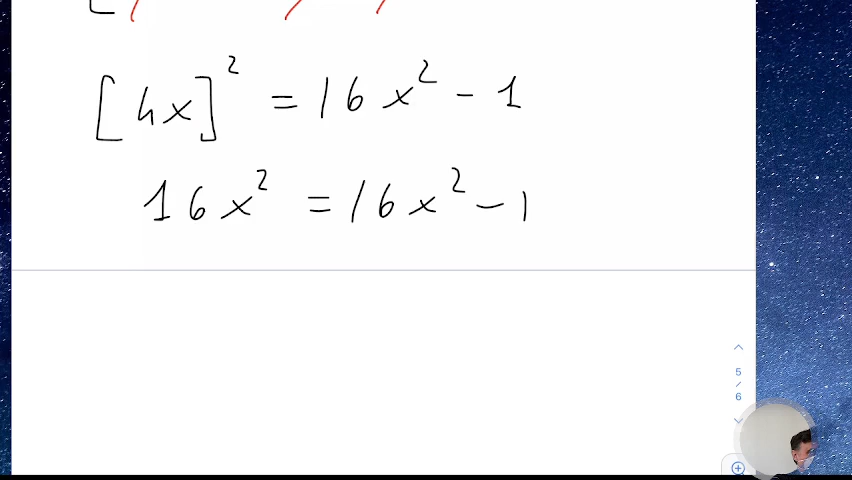 [4x]² = 16x² - 1
16x² = 16x² - 1
5
/
6